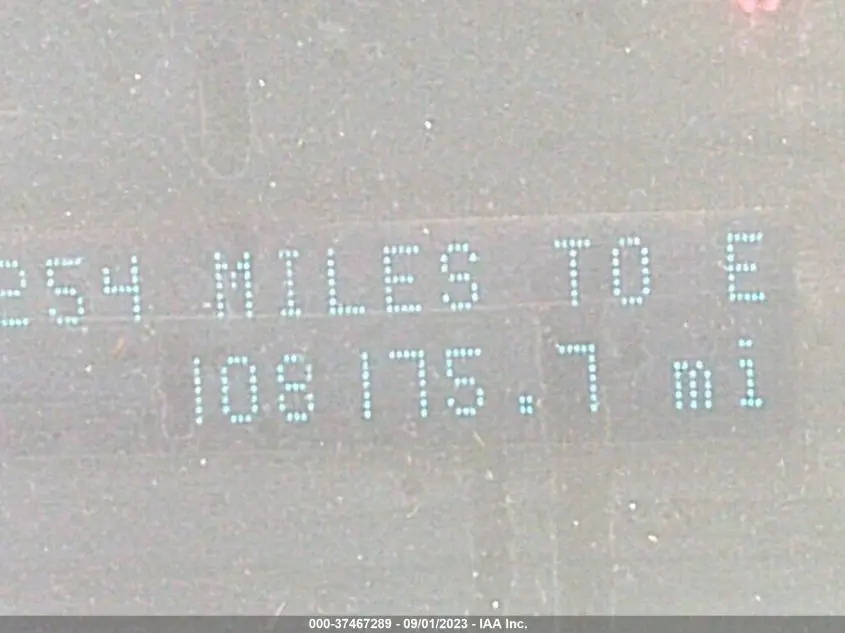 254 MILES TO E
108175.7 mi
000-37467289 - 09/01/2023 - IAA Inc.